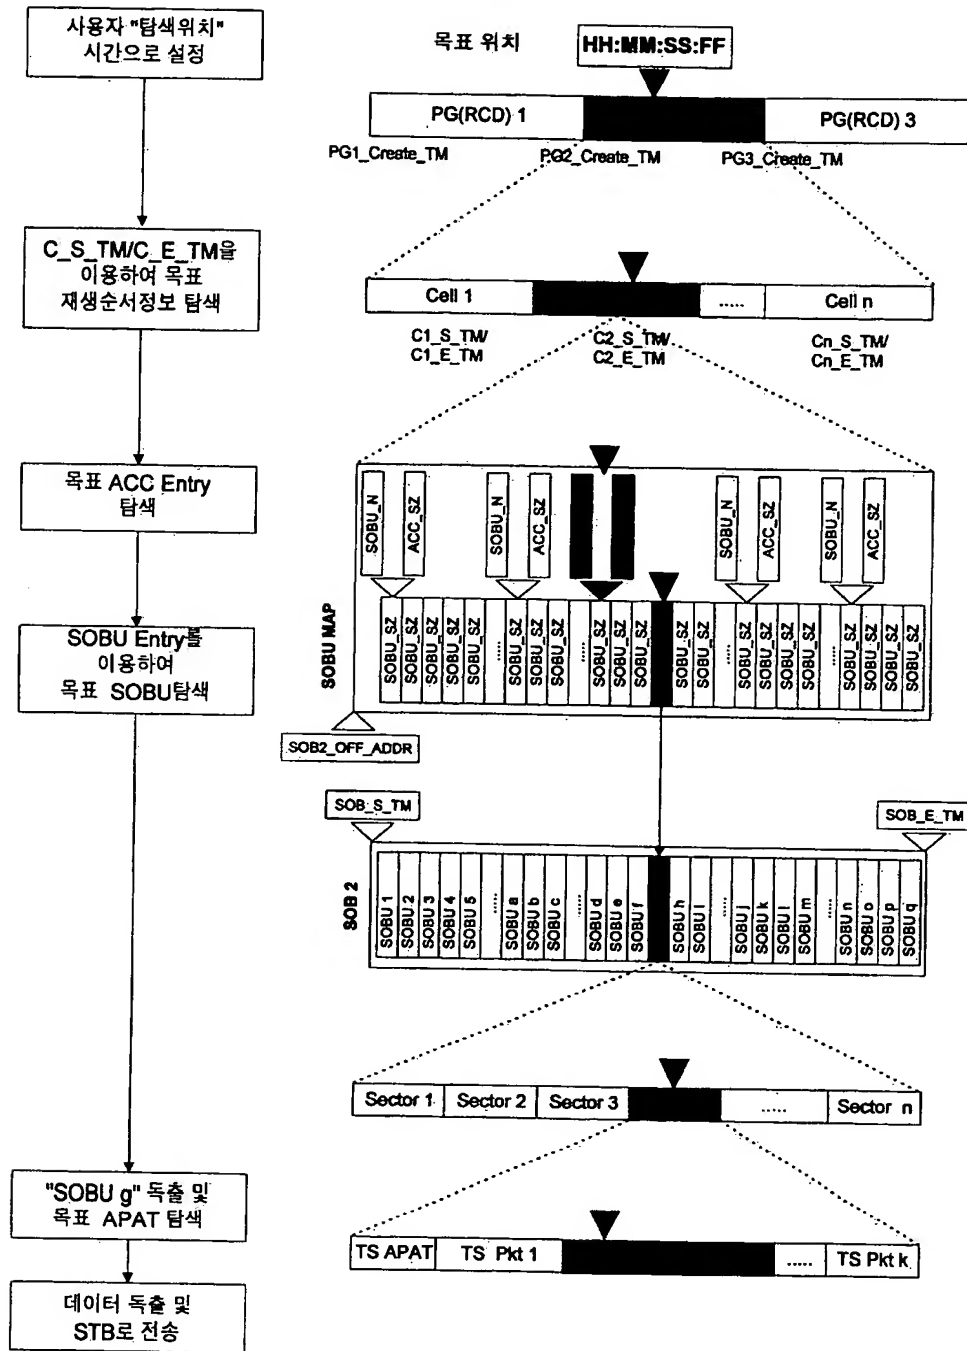 사용자 "탐색위치"
시간으로 설정
목표 위치
HH:MM:SS:FF
PG(RCD) 1
PG(RCD) 3
PG1_Create_TM
PG2_Create_TM
PG3_Create_TM
C_S_TM/C_E_TM을
이용하여 목표
재생순서정보 탐색
Cell 1
.....
Cell n
C1_S_TM/
C1_E_TM
C2_S_TM/
C2_E_TM
Cn_S_TM/
Cn_E_TM
목표 ACC Entry
탐색
SOBU_N
ACC_SZ
SOBU_N
ACC_SZ
SOBU_N
ACC_SZ
SOBU_N
ACC_SZ
SOBU Entry를
이용하여
목표 SOBU탐색
SOBU MAP
SOBU_SZ
SOBU_SZ
SOBU_SZ
SOBU_SZ
SOBU_SZ
.....
SOBU_SZ
SOBU_SZ
SOBU_SZ
.....
SOBU_SZ
SOBU_SZ
SOBU_SZ
SOBU_SZ
SOBU_SZ
.....
SOBU_SZ
SOBU_SZ
SOBU_SZ
SOBU_SZ
.....
SOBU_SZ
SOBU_SZ
SOBU_SZ
SOBU_SZ
SOB2_OFF_ADDR
SOB_S_TM
SOB_E_TM
SOB 2
SOBU 1
SOBU 2
SOBU 3
SOBU 4
SOBU 5
.....
SOBU a
SOBU b
SOBU c
.....
SOBU d
SOBU e
SOBU f
SOBU h
SOBU i
.....
SOBU j
SOBU k
SOBU l
SOBU m
.....
SOBU n
SOBU o
SOBU p
SOBU q
Sector 1
Sector 2
Sector 3
.....
Sector n
"SOBU g" 독출 및
목표 APAT 탐색
TS APAT
TS Pkt 1
.....
TS Pkt k
데이터 독출 및
STB로 전송